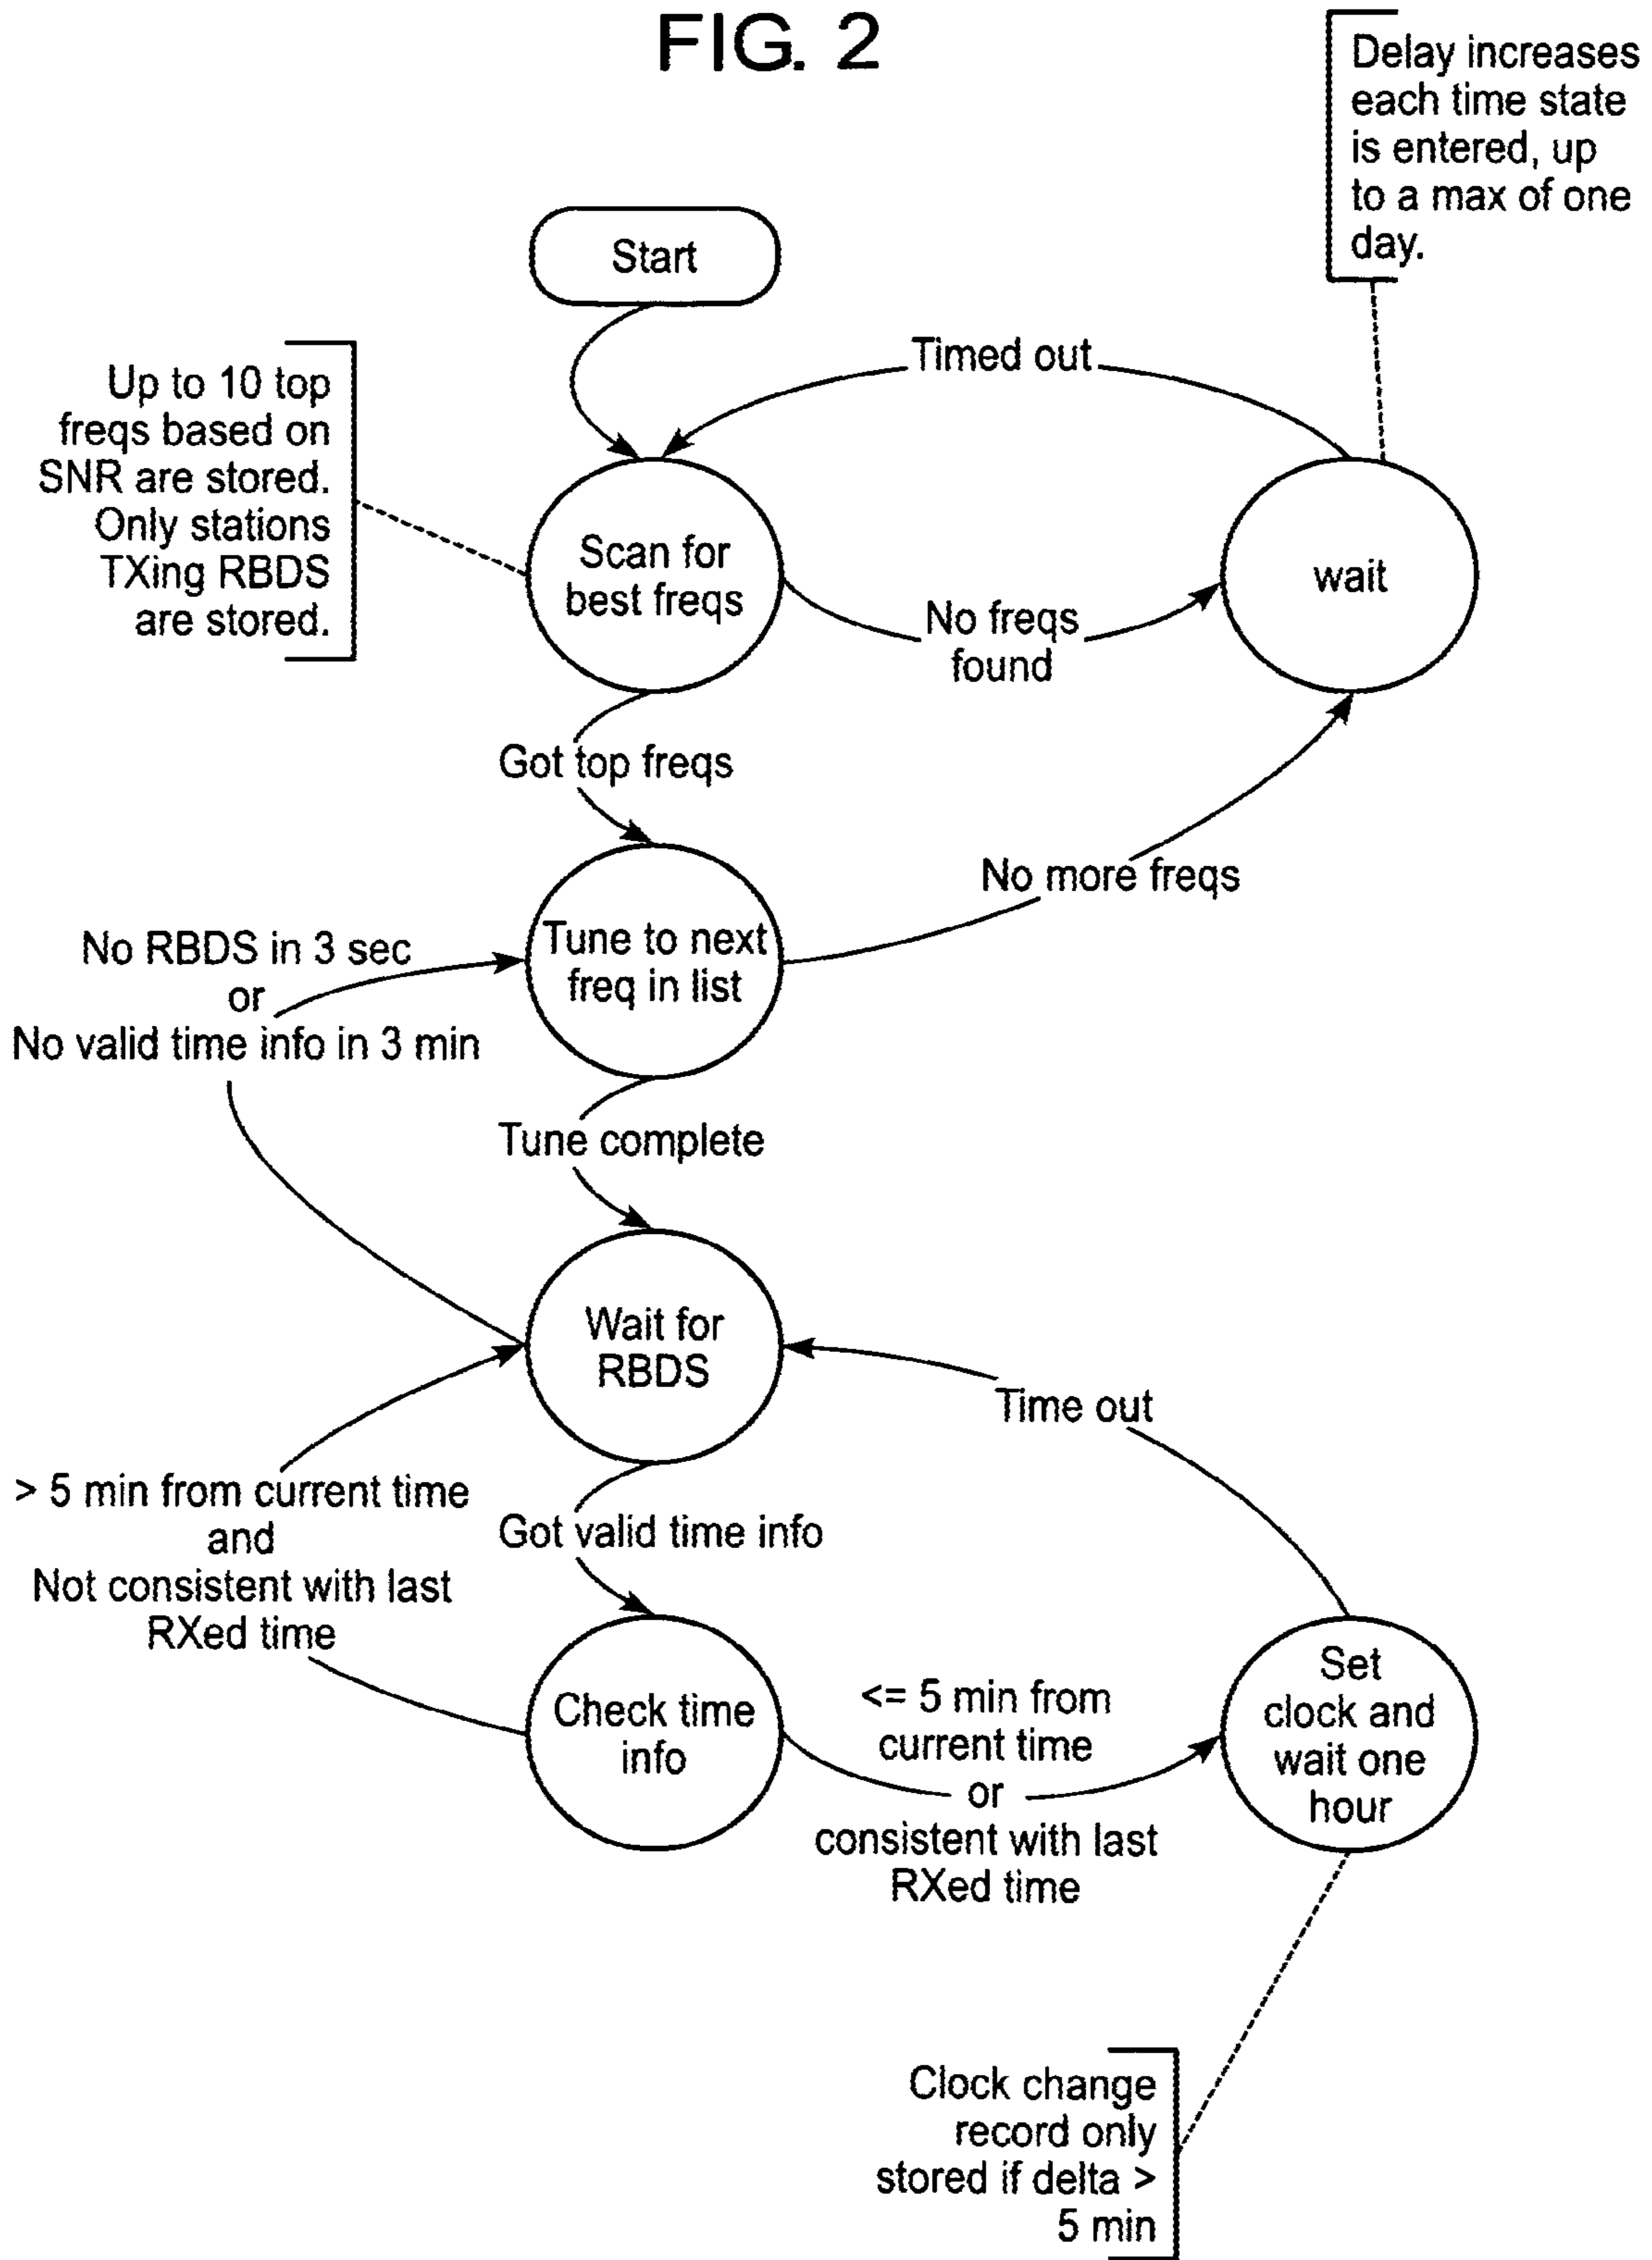 FIG. 2
Delay increases
each time state
is entered, up
to a max of one
day.
Start
Timed out
Up to 10 top
freqs based on
SNR are stored.
Only stations
TXing RBDS
are stored.
Scan for
best freqs
wait
No freqs
found
Got top freqs
No more freqs
Tune to next
freq in list
No RBDS in 3 sec
or
No valid time info in 3 min
Tune complete
Wait for
RBDS
Time out
> 5 min from current time
and
Not consistent with last
RXed time
Got valid time info
Check time
info
<= 5 min from
current time
or
consistent with last
RXed time
Set
clock and
wait one
hour
Clock change
record only
stored if delta >
5 min